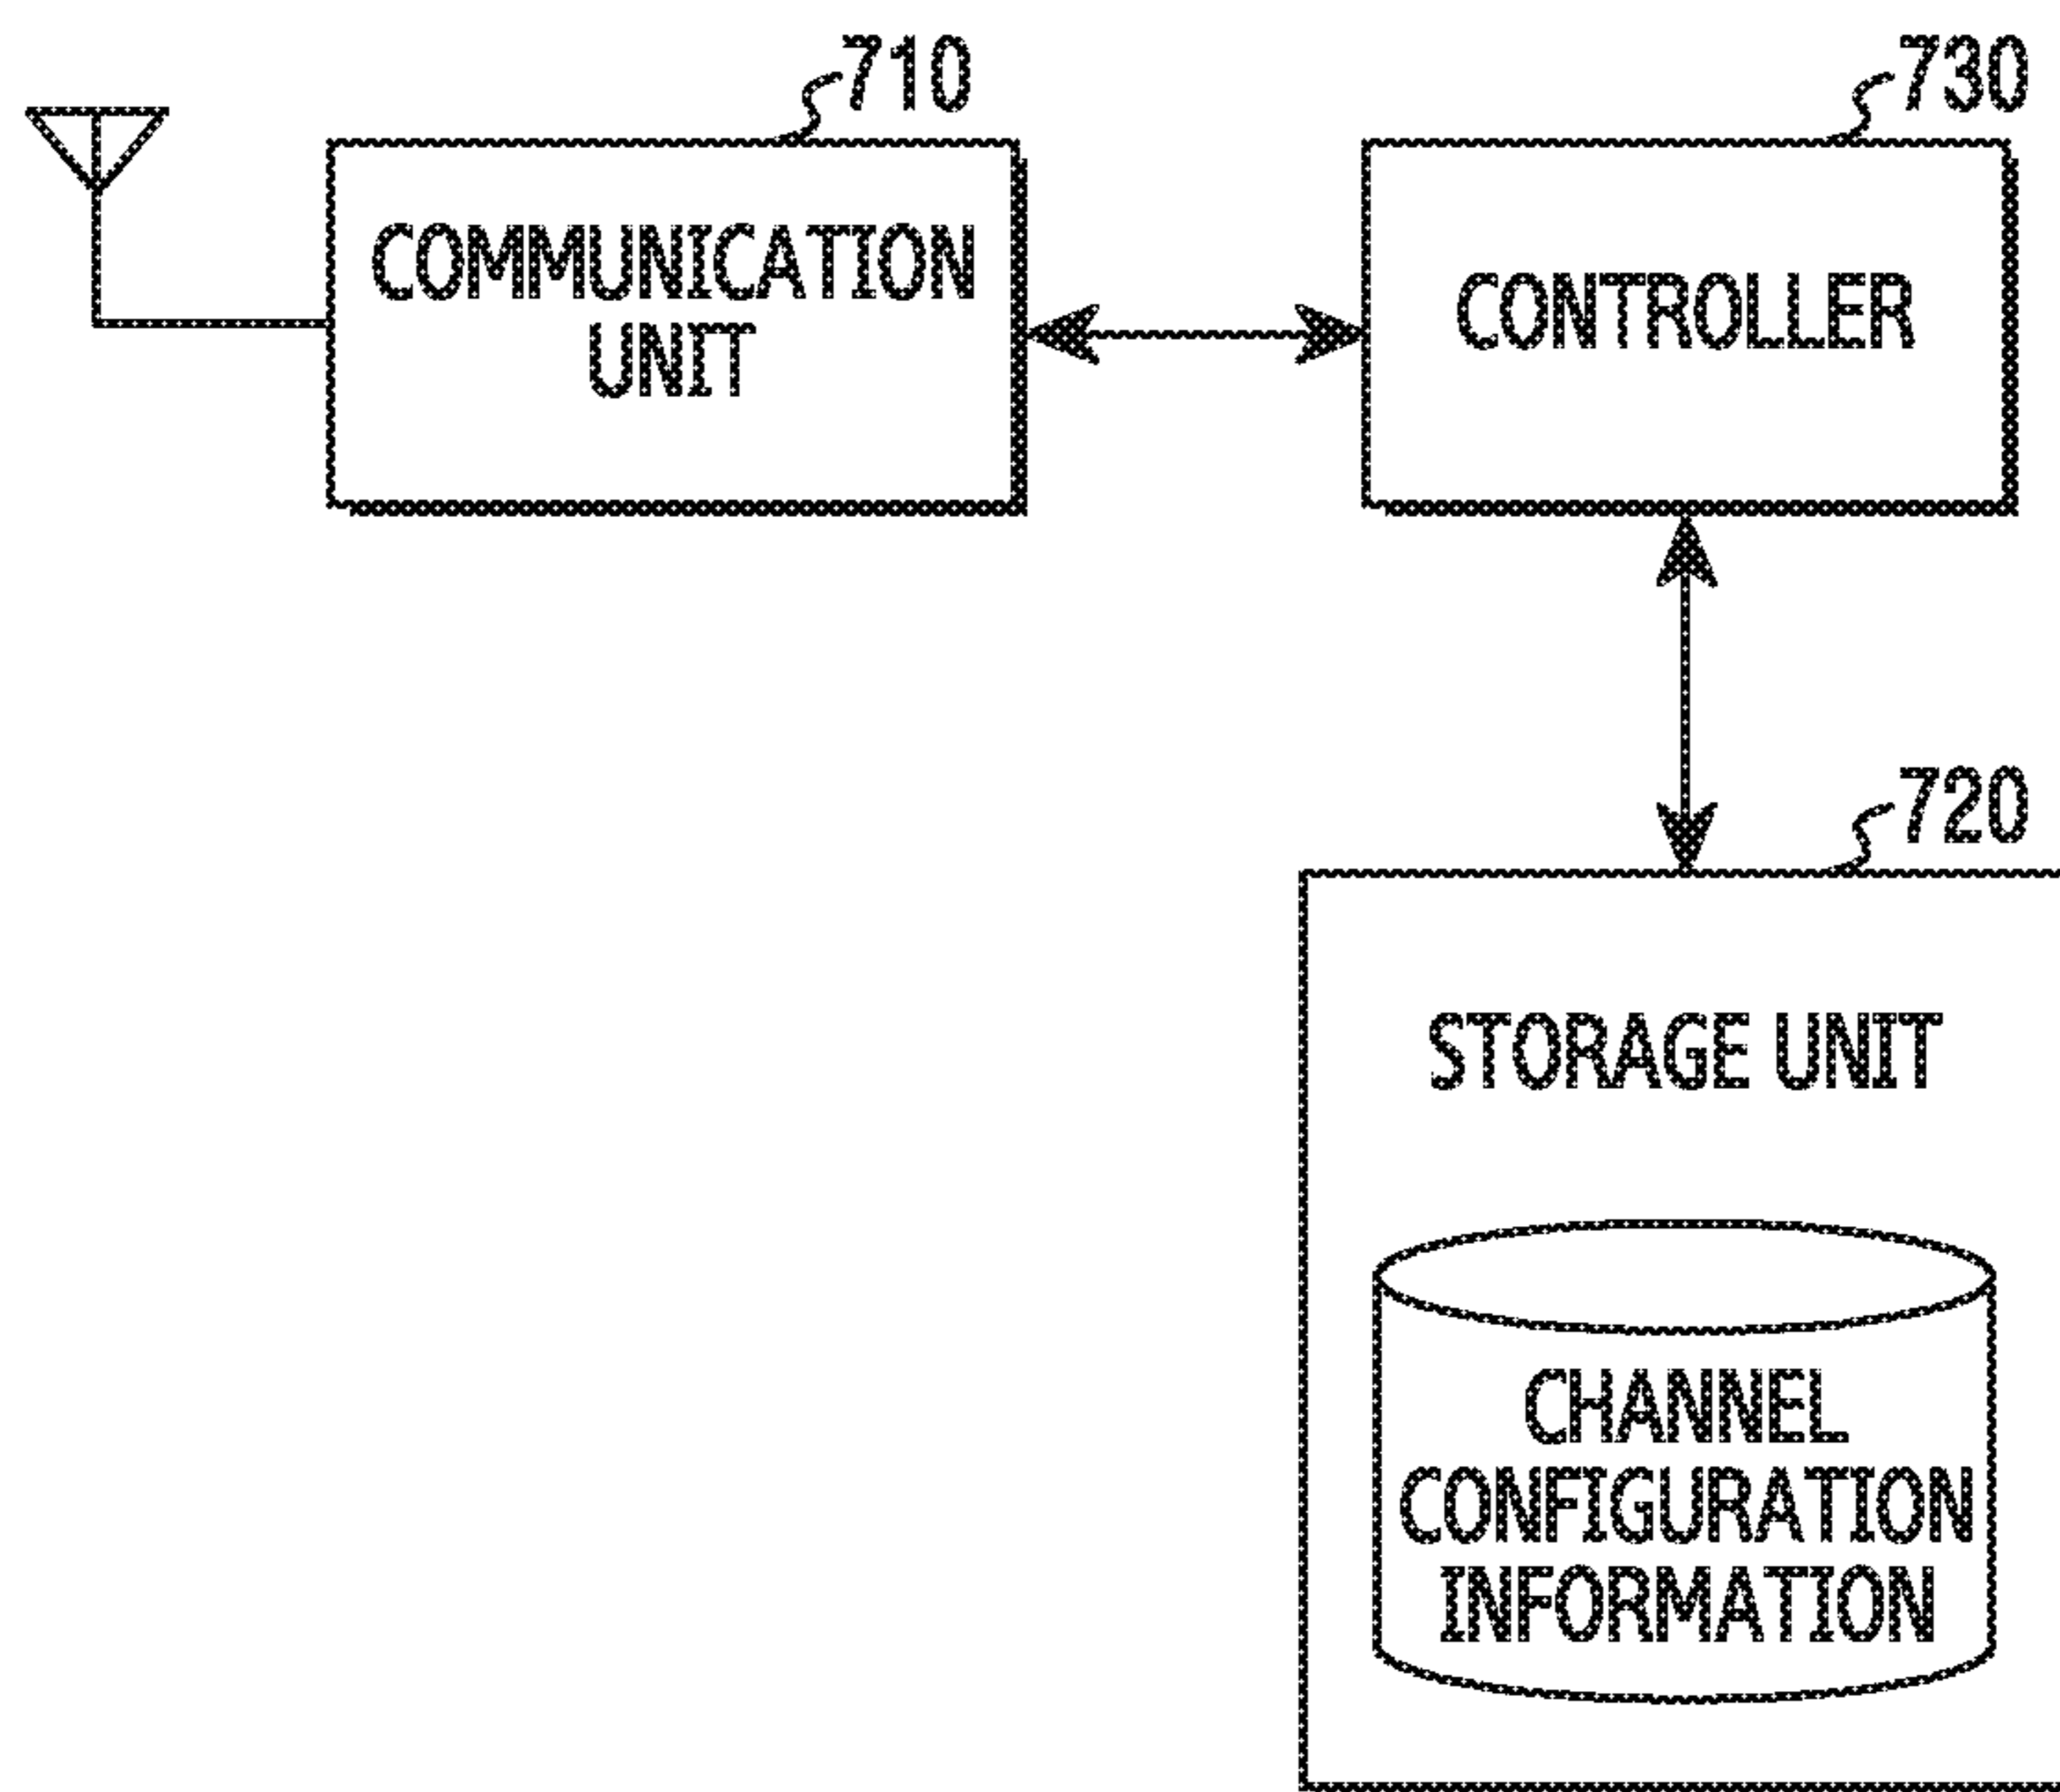 710
COMMUNICATION
UNIT
730
CONTROLLER
720
STORAGE UNIT
CHANNEL
CONFIGURATION
INFORMATION